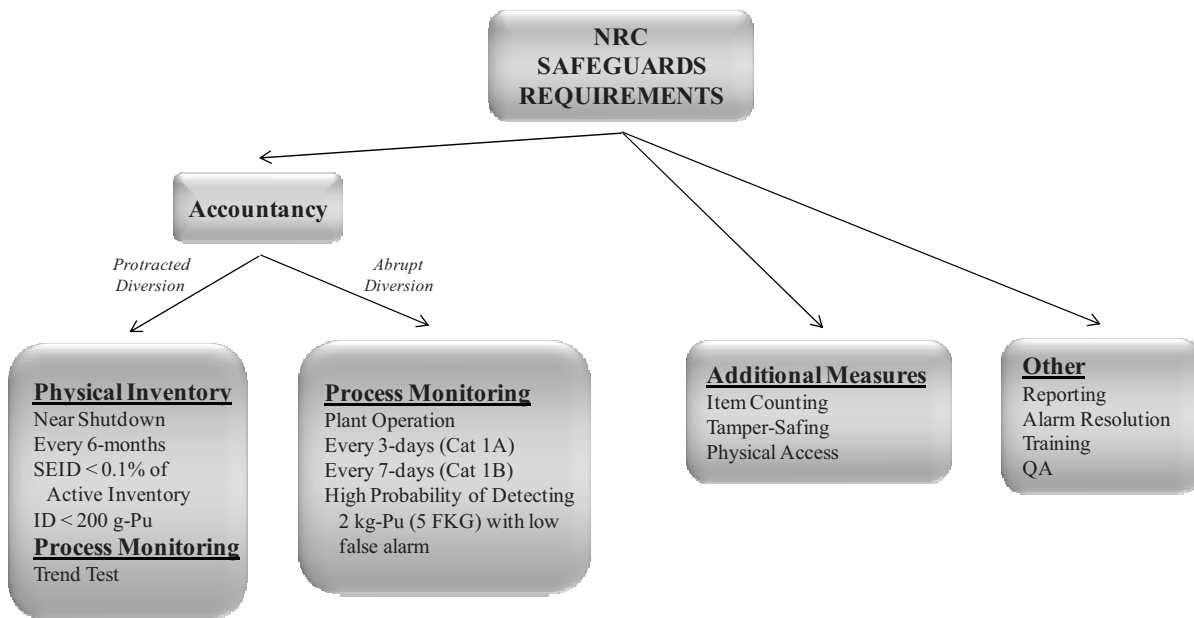 NRC
SAFEGUARDS
REQUIREMENTS
Accountancy
Protracted
Diversion
Abrupt
Diversion
Physical Inventory
Near Shutdown
Every 6-months
SEID < 0.1% of
Active Inventory
ID < 200 g-Pu
Process Monitoring
Trend Test
Process Monitoring
Plant Operation
Every 3-days (Cat 1A)
Every 7-days (Cat 1B)
High Probability of Detecting
2 kg-Pu (5 FKG) with low
false alarm
Additional Measures
Item Counting
Tamper-Safing
Physical Access
Other
Reporting
Alarm Resolution
Training
QA